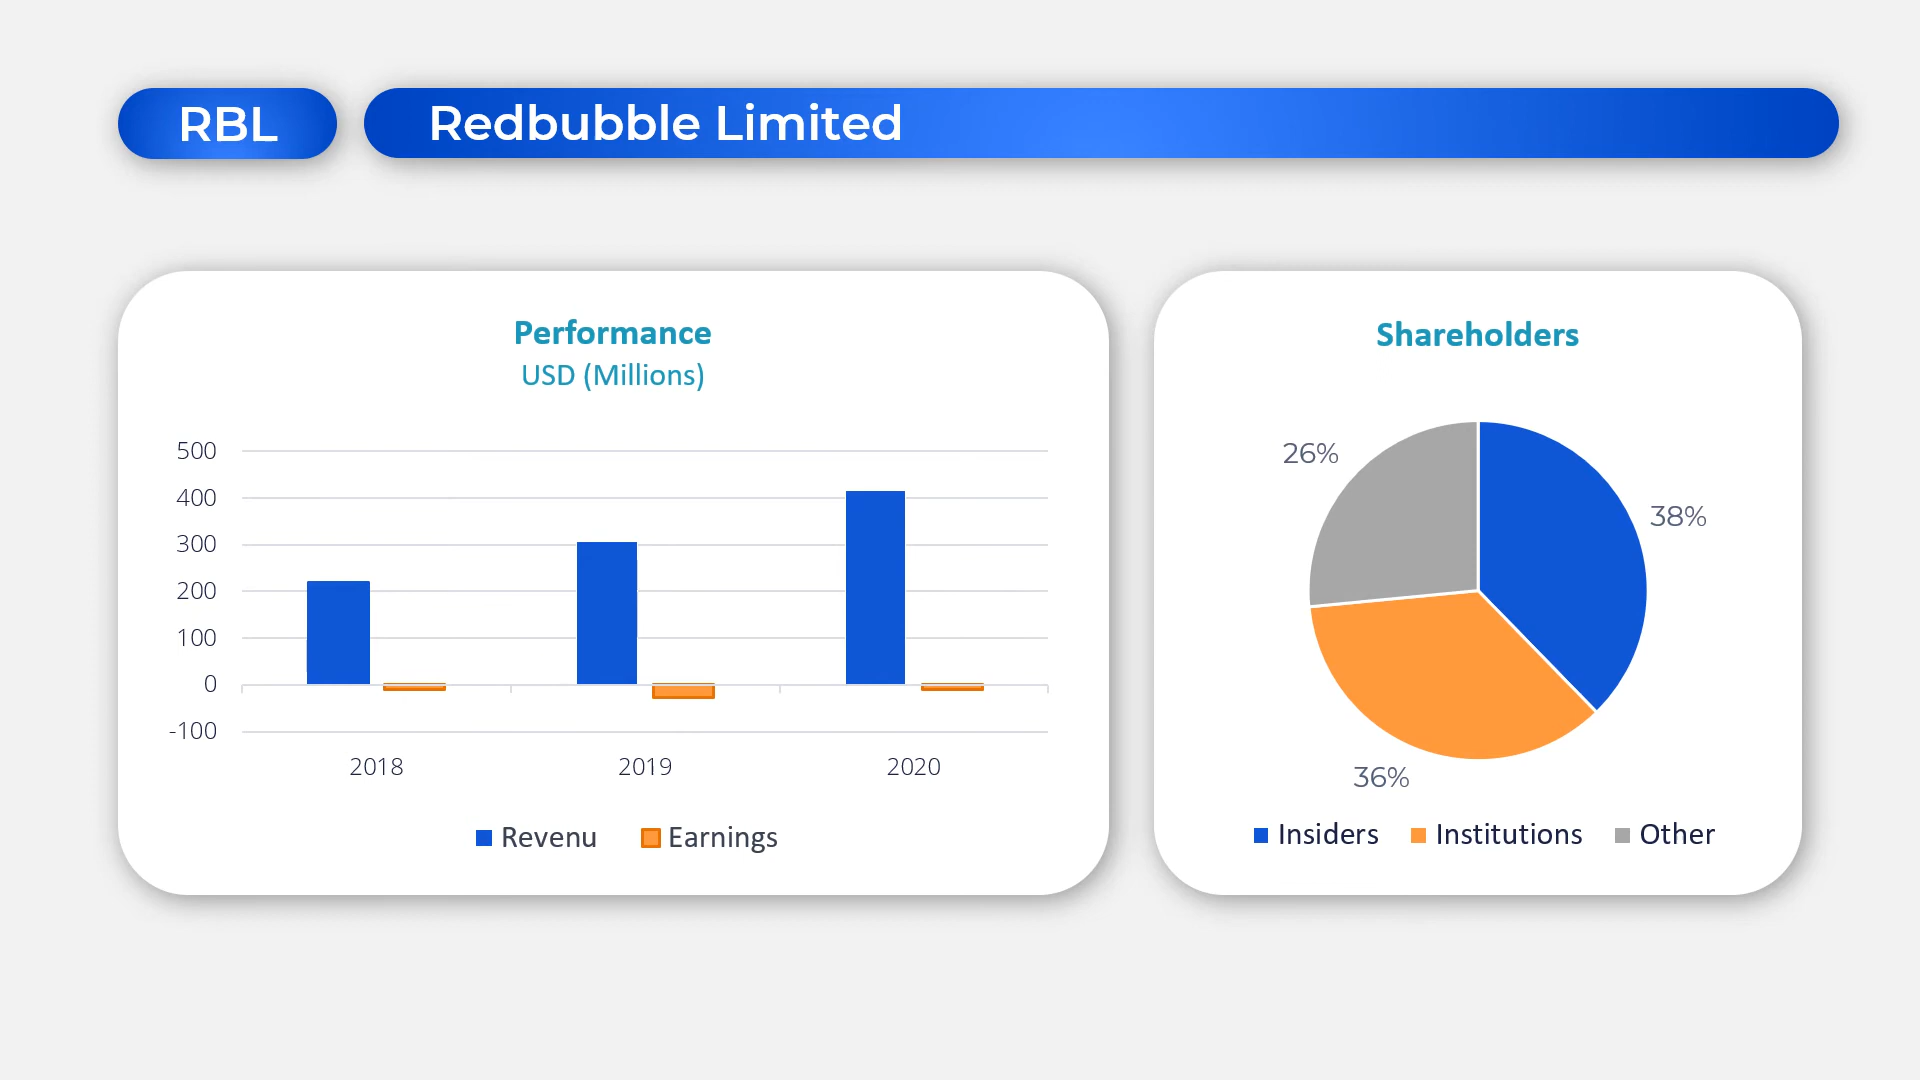 RBL
Redbubble Limited
Performance
USD (Millions)
500
400
300
200
100
0
-100
2018
2019
2020
Revenu
Earnings
Shareholders
26%
38%
36%
Insiders
Institutions
Other